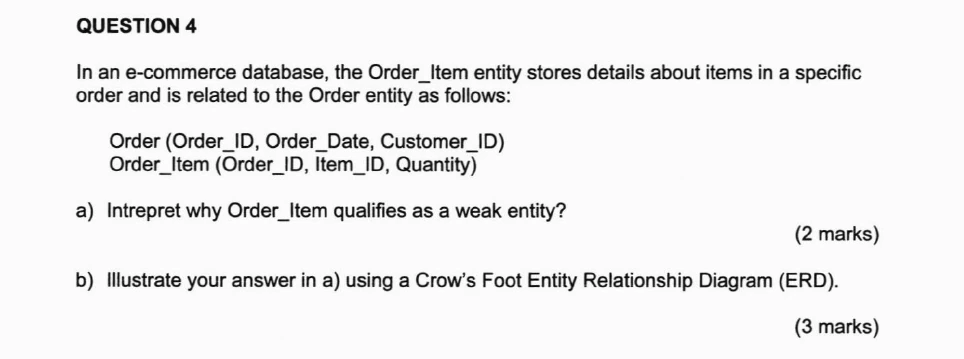 QUESTION 4
In an e-commerce database, the Order_Item entity stores details about items in a specific
order and is related to the Order entity as follows:
Order (Order_ID, Order_Date, Customer_ID)
Order_Item (Order_ID, Item_ID, Quantity)
a) Intrepret why Order_Item qualifies as a weak entity?
(2 marks)
b) Illustrate your answer in a) using a Crow's Foot Entity Relationship Diagram (ERD).
(3 marks)